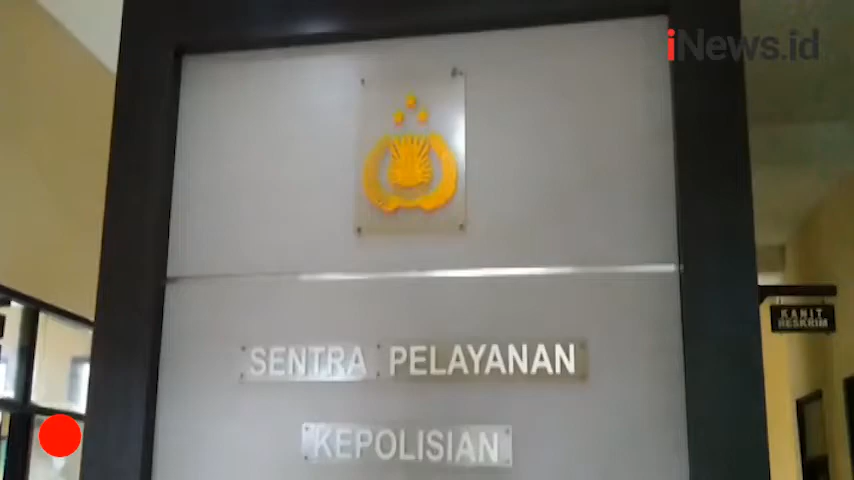 iNews.id
SENTRA PELAYANAN
KEPOLISIAN
KANIT
RESKRIM